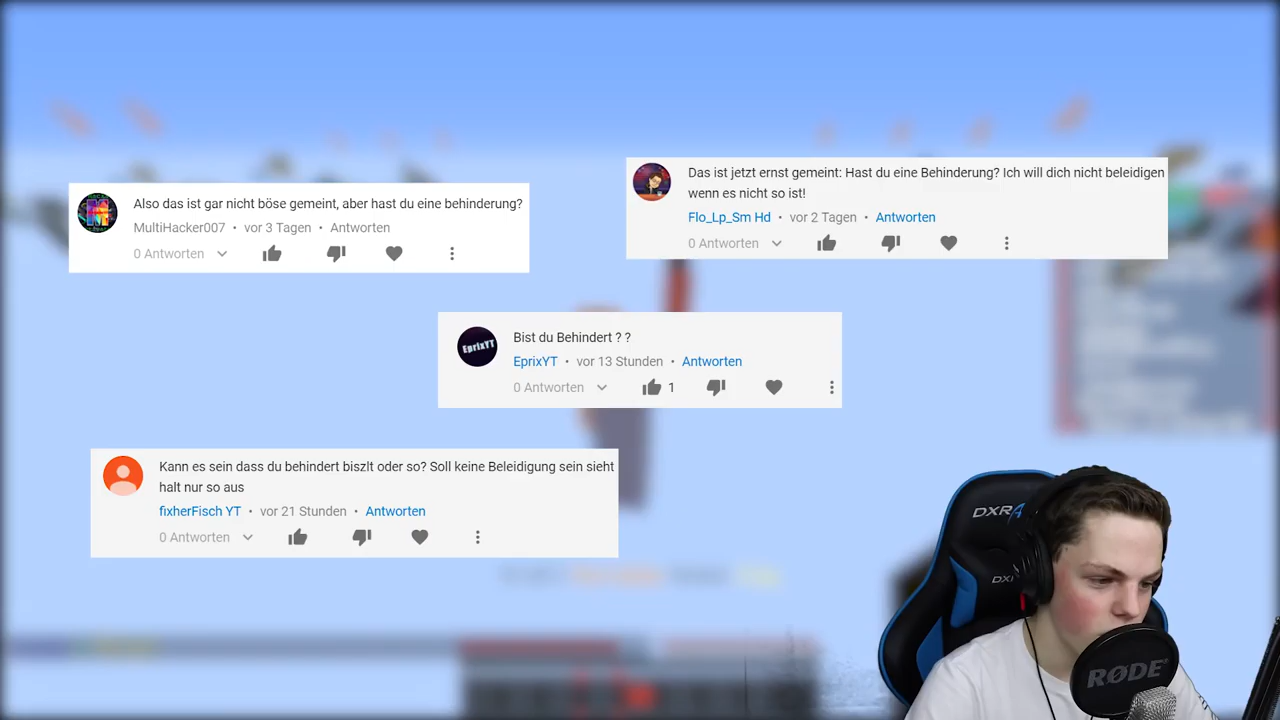 Also das ist gar nicht böse gemeint, aber hast du eine behinderung?
MultiHacker007 • vor 3 Tagen • Antworten
0 Antworten
Das ist jetzt ernst gemeint: Hast du eine Behinderung? Ich will dich nicht beleidigen
wenn es nicht so ist!
Flo_Lp_Sm Hd • vor 2 Tagen • Antworten
0 Antworten
EprixYT
Bist du Behindert ? ?
EprixYT • vor 13 Stunden • Antworten
0 Antworten 1
Kann es sein dass du behindert biszlt oder so? Soll keine Beleidigung sein sieht
halt nur so aus
fixherFisch YT • vor 21 Stunden • Antworten
0 Antworten
DXRA
RØDE